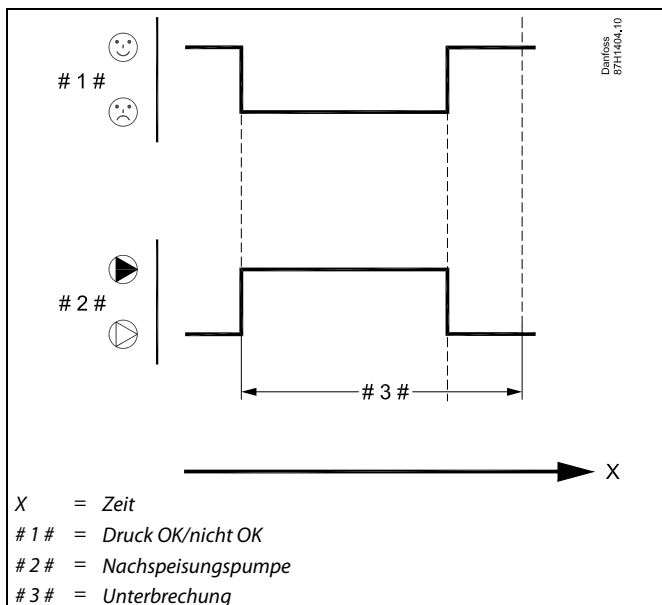 Danfoss
87H1404.10
# 1 #
# 2 #
# 3 #
X
X = Zeit
# 1 # = Druck OK/nicht OK
# 2 # = Nachspeisungspumpe
# 3 # = Unterbrechung